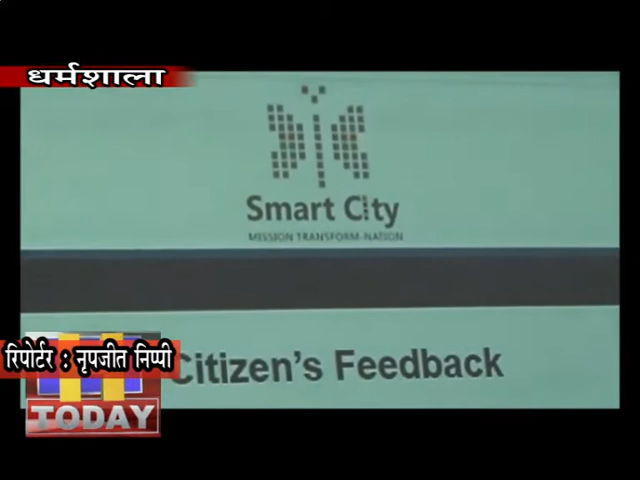 धर्मशाला
Smart City
MISSION TRANSFORM-NATION
रिपोर्टर : नृपजीत निप्पी
Citizen's Feedback
TODAY